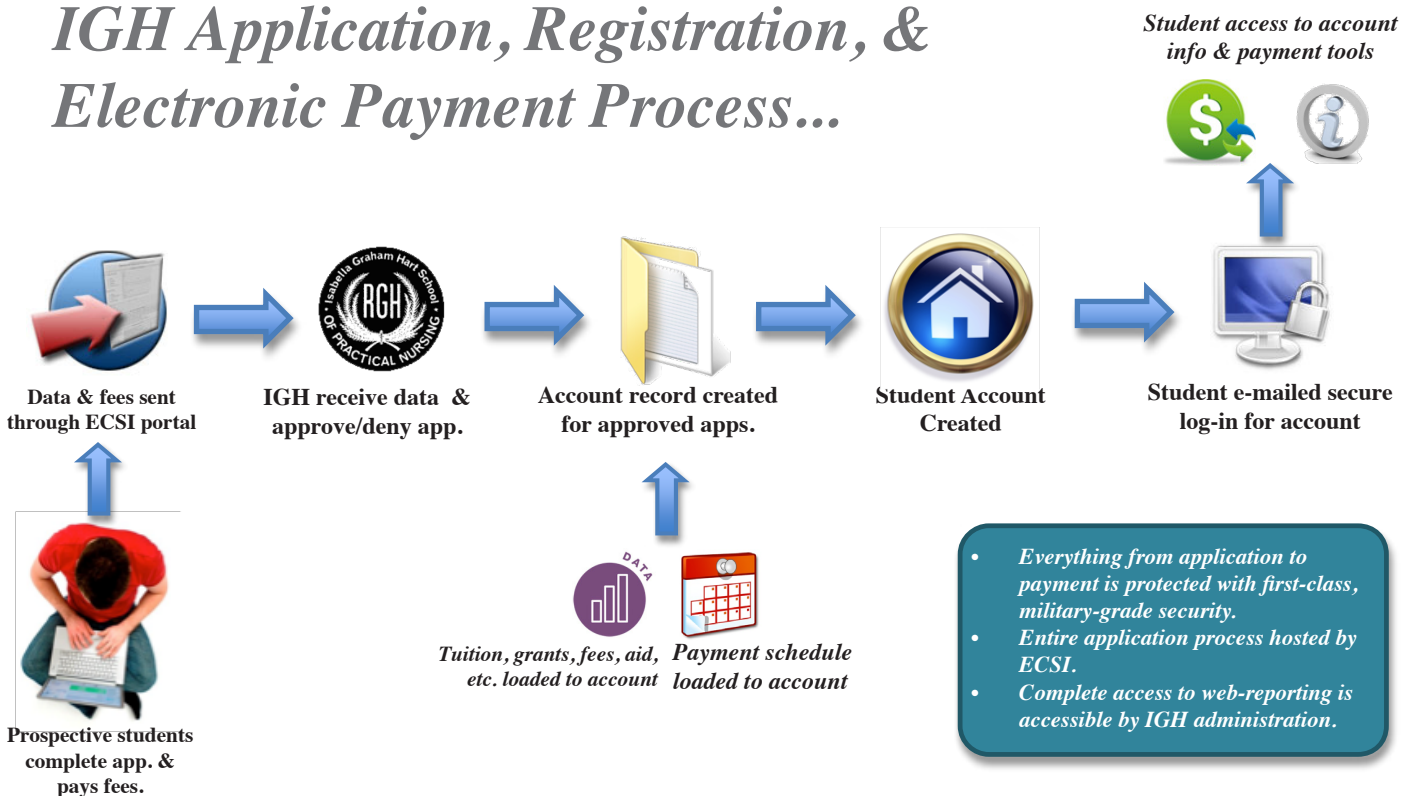 IGH Application, Registration, &
Electronic Payment Process...
Student access to account
info & payment tools
Isabella Graham Hart School
RGH
OF PRACTICAL NURSING
Data & fees sent
through ECSI portal
IGH receive data &
approve/deny app.
Account record created
for approved apps.
Student Account
Created
Student e-mailed secure
log-in for account
DATA
Tuition, grants, fees, aid,
etc. loaded to account
Payment schedule
loaded to account
Prospective students
complete app. &
pays fees.
• Everything from application to
payment is protected with first-class,
military-grade security.
• Entire application process hosted by
ECSI.
• Complete access to web-reporting is
accessible by IGH administration.